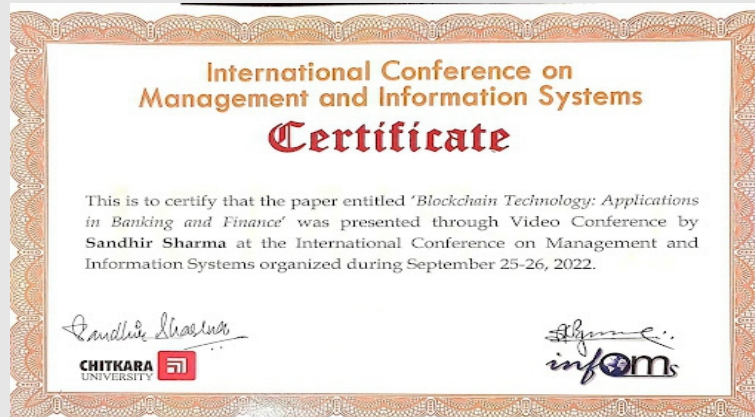 International Conference on
Management and Information Systems
Certificate
This is to certify that the paper entitled 'Blockchain Technology: Applications
in Banking and Finance' was presented through Video Conference by
Sandhir Sharma at the International Conference on Management and
Information Systems organized during September 25-26, 2022.
Sandhir Sharma
CHITKARA
UNIVERSITY
infoms